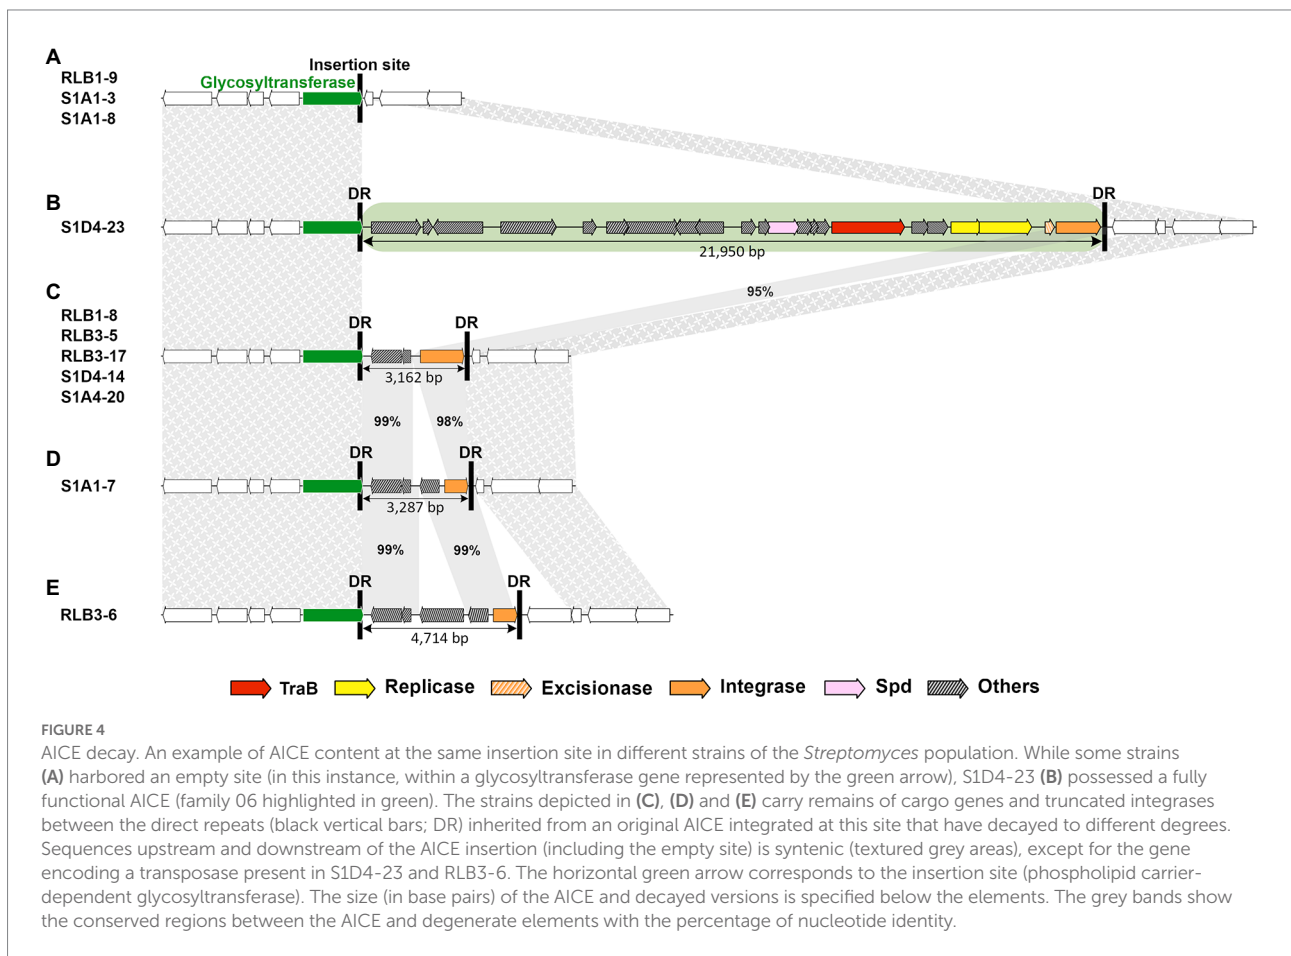 A
RLB1-9
S1A1-3
S1A1-8
Insertion site
Glycosyltransferase
B
S1D4-23
DR
DR
21,950 bp
95%
C
RLB1-8
RLB3-5
RLB3-17
S1D4-14
S1A4-20
DR
DR
3,162 bp
99%
98%
D
S1A1-7
DR
DR
3,287 bp
99%
99%
E
RLB3-6
DR
DR
4,714 bp
TraB
Replicase
Excisionase
Integrase
Spd
Others
FIGURE 4
AICE decay. An example of AICE content at the same insertion site in different strains of the Streptomyces population. While some strains
(A) harbored an empty site (in this instance, within a glycosyltransferase gene represented by the green arrow), S1D4-23 (B) possessed a fully
functional AICE (family 06 highlighted in green). The strains depicted in (C), (D) and (E) carry remains of cargo genes and truncated integrases
between the direct repeats (black vertical bars; DR) inherited from an original AICE integrated at this site that have decayed to different degrees.
Sequences upstream and downstream of the AICE insertion (including the empty site) is syntenic (textured grey areas), except for the gene
encoding a transposase present in S1D4-23 and RLB3-6. The horizontal green arrow corresponds to the insertion site (phospholipid carrier-
dependent glycosyltransferase). The size (in base pairs) of the AICE and decayed versions is specified below the elements. The grey bands show
the conserved regions between the AICE and degenerate elements with the percentage of nucleotide identity.